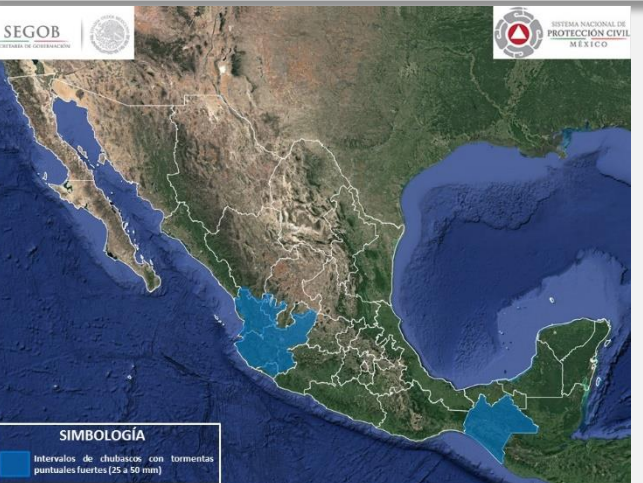 SEGOB
SECRETARÍA DE GOBERNACIÓN
SISTEMA NACIONAL DE
PROTECCIÓN CIVIL
MÉXICO
SIMBOLOGÍA
Intervalos de chubascos con tormentas
puntuales fuertes (25 a 50 mm)